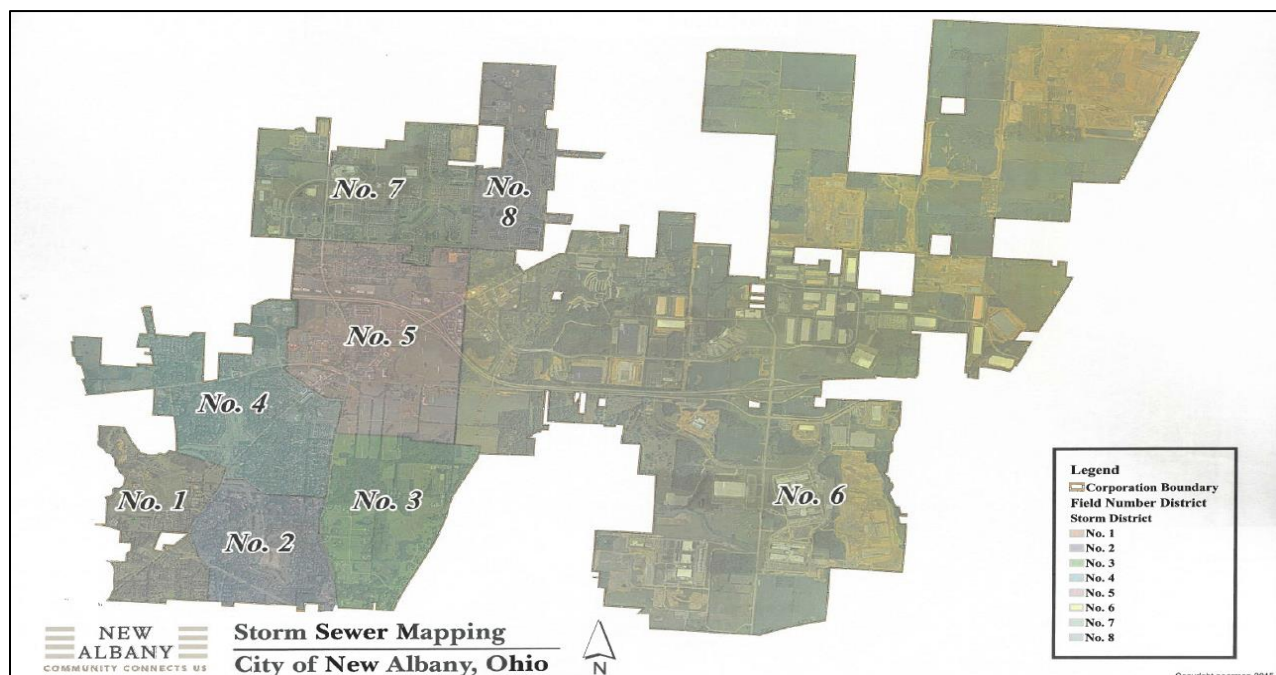 No. 7
No.
8
No. 5
No. 4
No. 1
No. 3
No. 2
No. 6
Legend
Corporation Boundary
Field Number District
Storm District
No. 1
No. 2
No. 3
No. 4
No. 5
No. 6
No. 7
No. 8
NEW
ALBANY
COMMUNITY CONNECTS US
Storm Sewer Mapping
City of New Albany, Ohio
N